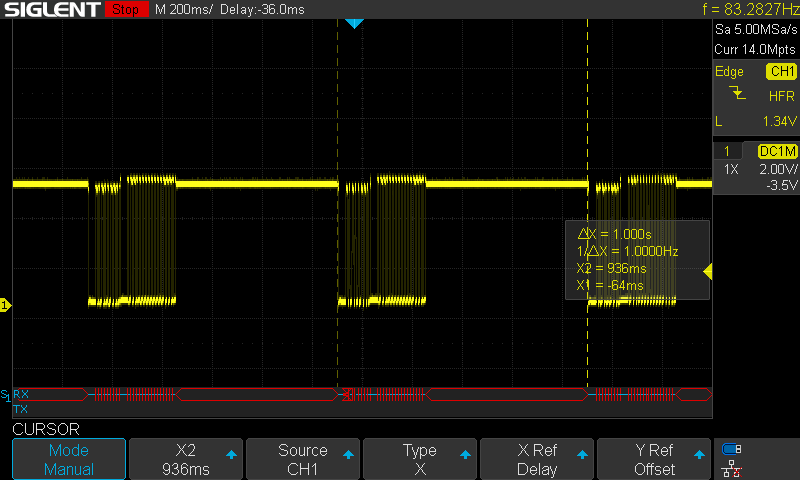 SIGLENT Stop M 200ms/ Delay:-36.0ms f = 83.2827Hz
Sa 5.00MSa/s
Curr 14.0Mpts
Edge CH1
HFR
L 1.34V
1 DC1M
1X 2.00V/
-3.5V
△X = 1.000s
1/△X = 1.0000Hz
X2 = 936ms
X1 = -64ms
1
S1 RX
TX
CURSOR
Mode X2 Source Type X Ref Y Ref
Manual 936ms CH1 X Delay Offset